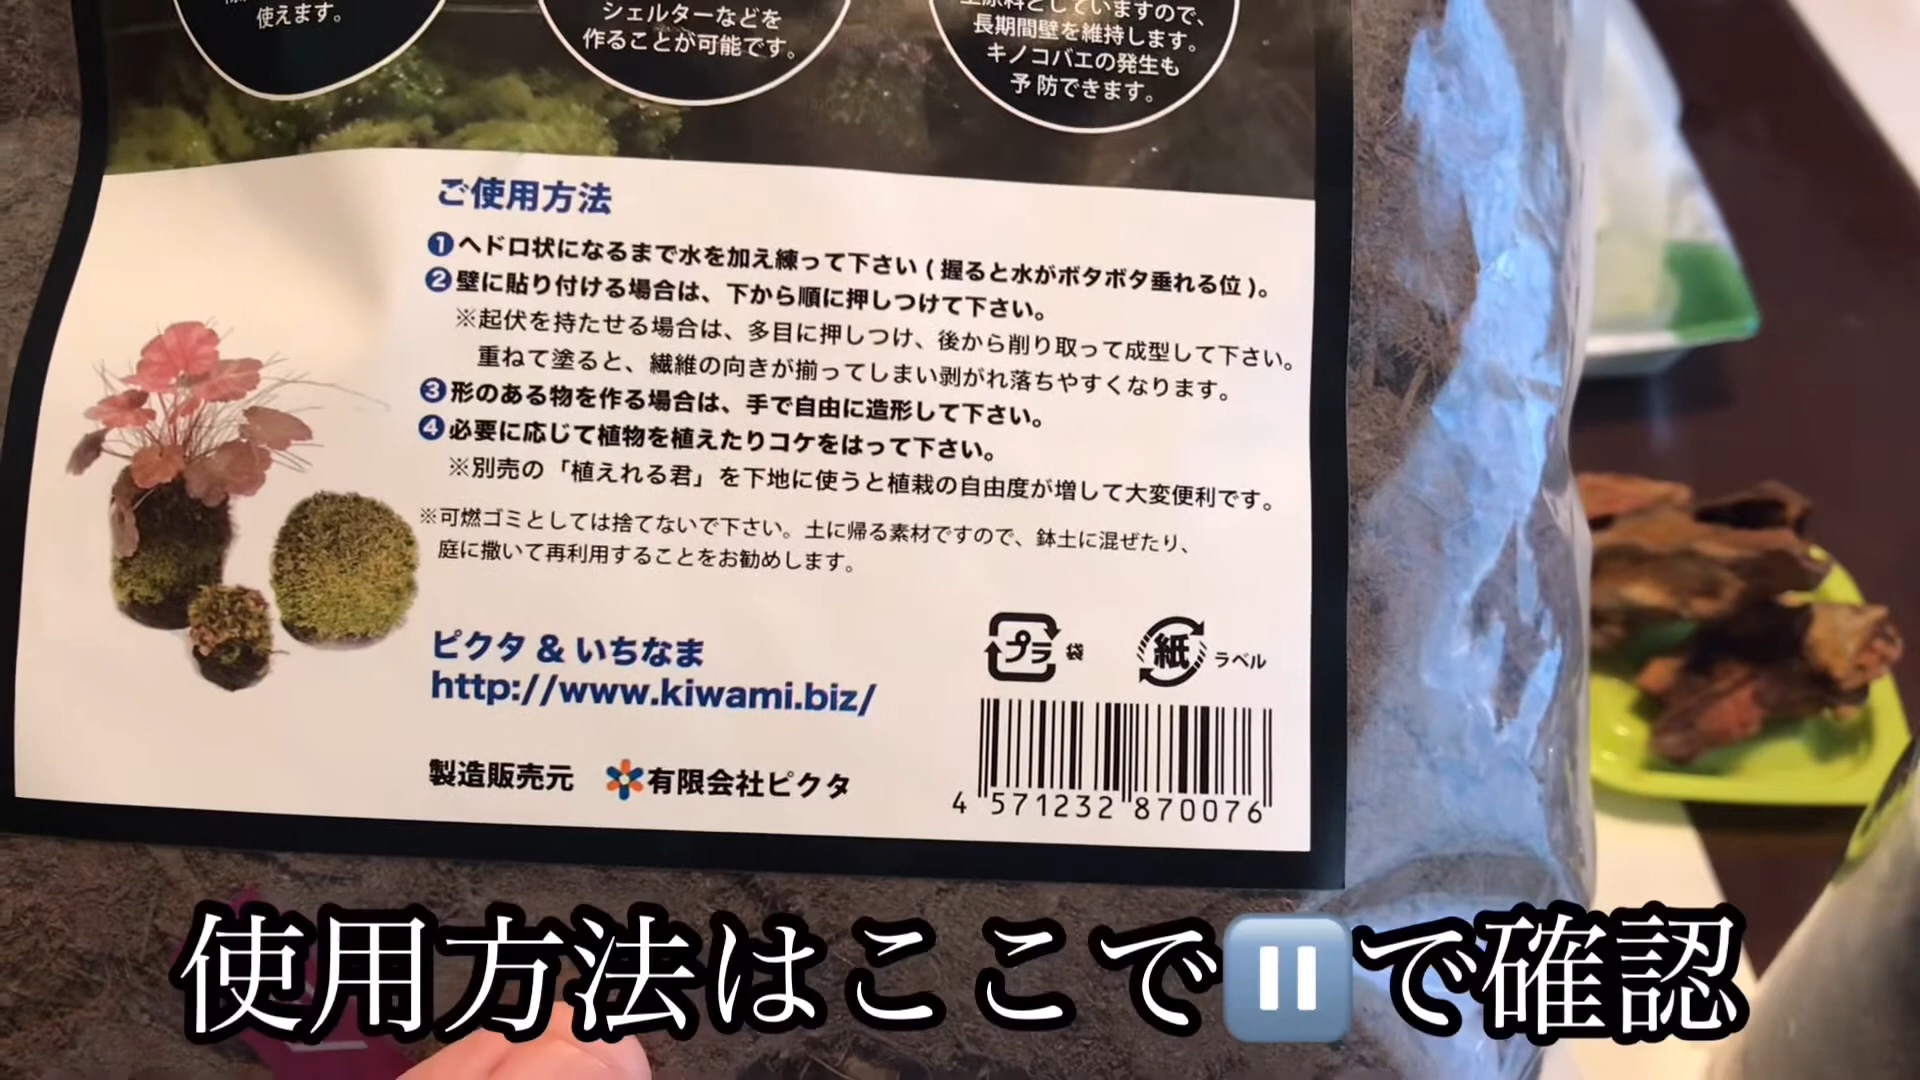 使えます。
シェルターなどを
作ることが可能です。
長期間壁を維持します。
キノコバエの発生も
予防できます。
ご使用方法
❶ヘドロ状になるまで水を加え練って下さい(握ると水がボタボタ垂れる位)。
❷壁に貼り付ける場合は、下から順に押しつけて下さい。
※起伏を持たせる場合は、多目に押しつけ、後から削り取って成型して下さい。
重ねて塗ると、繊維の向きが揃ってしまい剥がれ落ちやすくなります。
❸形のある物を作る場合は、手で自由に造形して下さい。
❹必要に応じて植物を植えたりコケをはって下さい。
※別売の「植えれる君」を下地に使うと植栽の自由度が増して大変便利です。
※可燃ゴミとしては捨てないで下さい。土に帰る素材ですので、鉢土に混ぜたり、
庭に撒いて再利用することをお勧めします。
ピクタ & いちなま
http://www.kiwami.biz/
プラ 袋
紙 ラベル
製造販売元 有限会社ピクタ
4 571232 870076
使用方法はここで⏸で確認